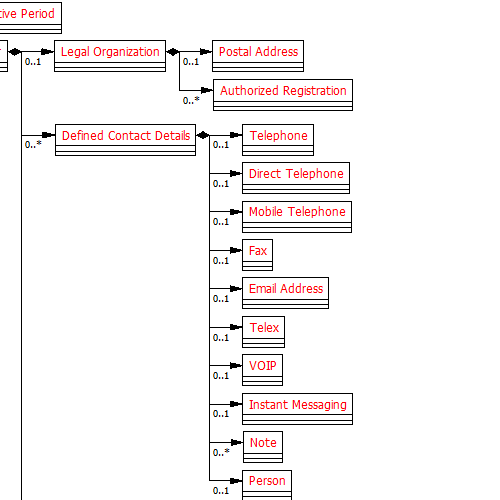 tive Period
Legal Organization
0..1
Postal Address
0..1
Authorized Registration
0..*
Defined Contact Details
0..*
Telephone
0..1
Direct Telephone
0..1
Mobile Telephone
0..1
Fax
0..1
Email Address
0..1
Telex
0..1
VOIP
0..1
Instant Messaging
0..1
Note
0..*
Person
0..1